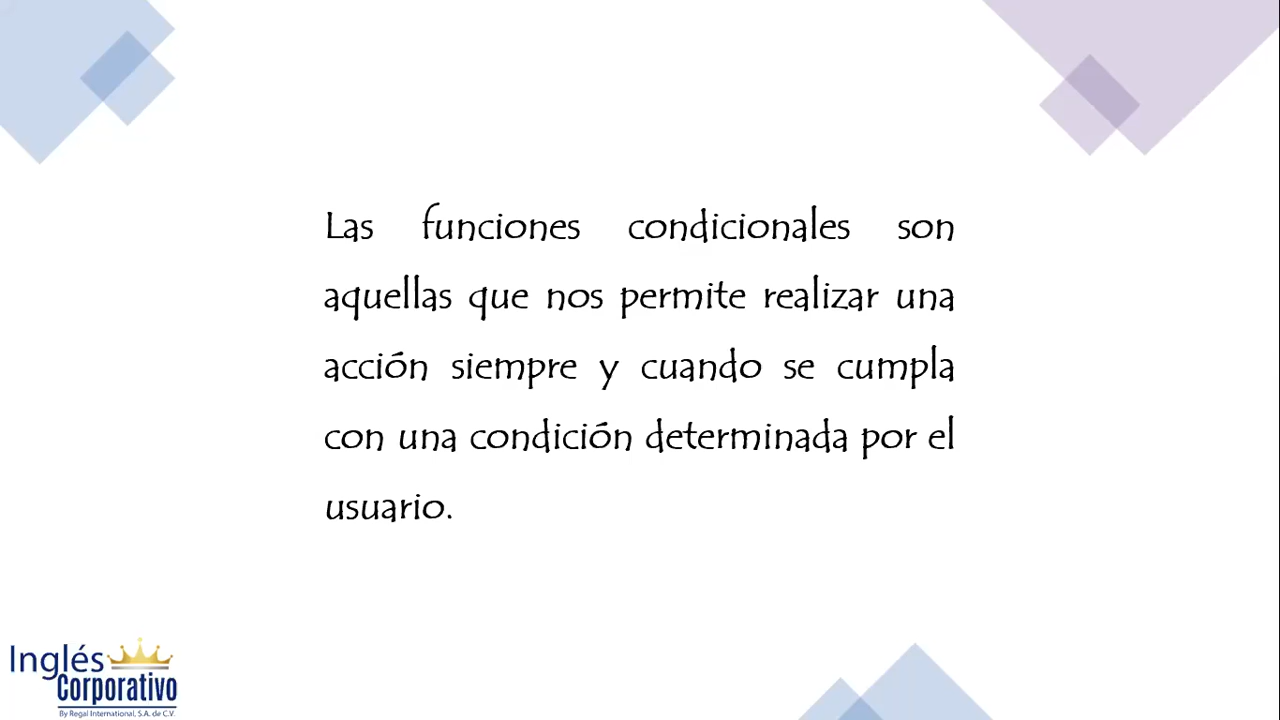 Las funciones condicionales son
aquellas que nos permite realizar una
acción siempre y cuando se cumpla
con una condición determinada por el
usuario.
Inglés
Corporativo
By Regal International, S.A. de C.V.